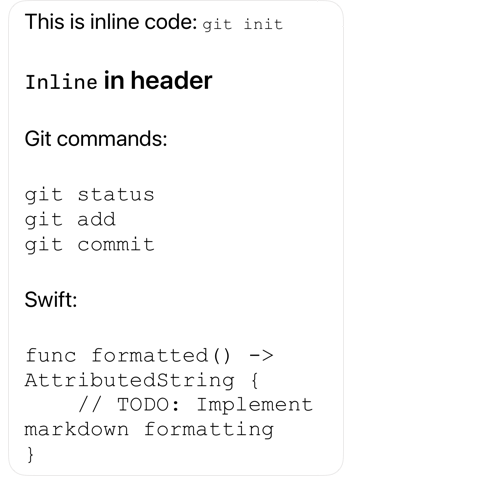 This is inline code: git init
Inline in header
Git commands:
git status
git add
git commit
Swift:
func formatted() ->
AttributedString {
    // TODO: Implement
markdown formatting
}